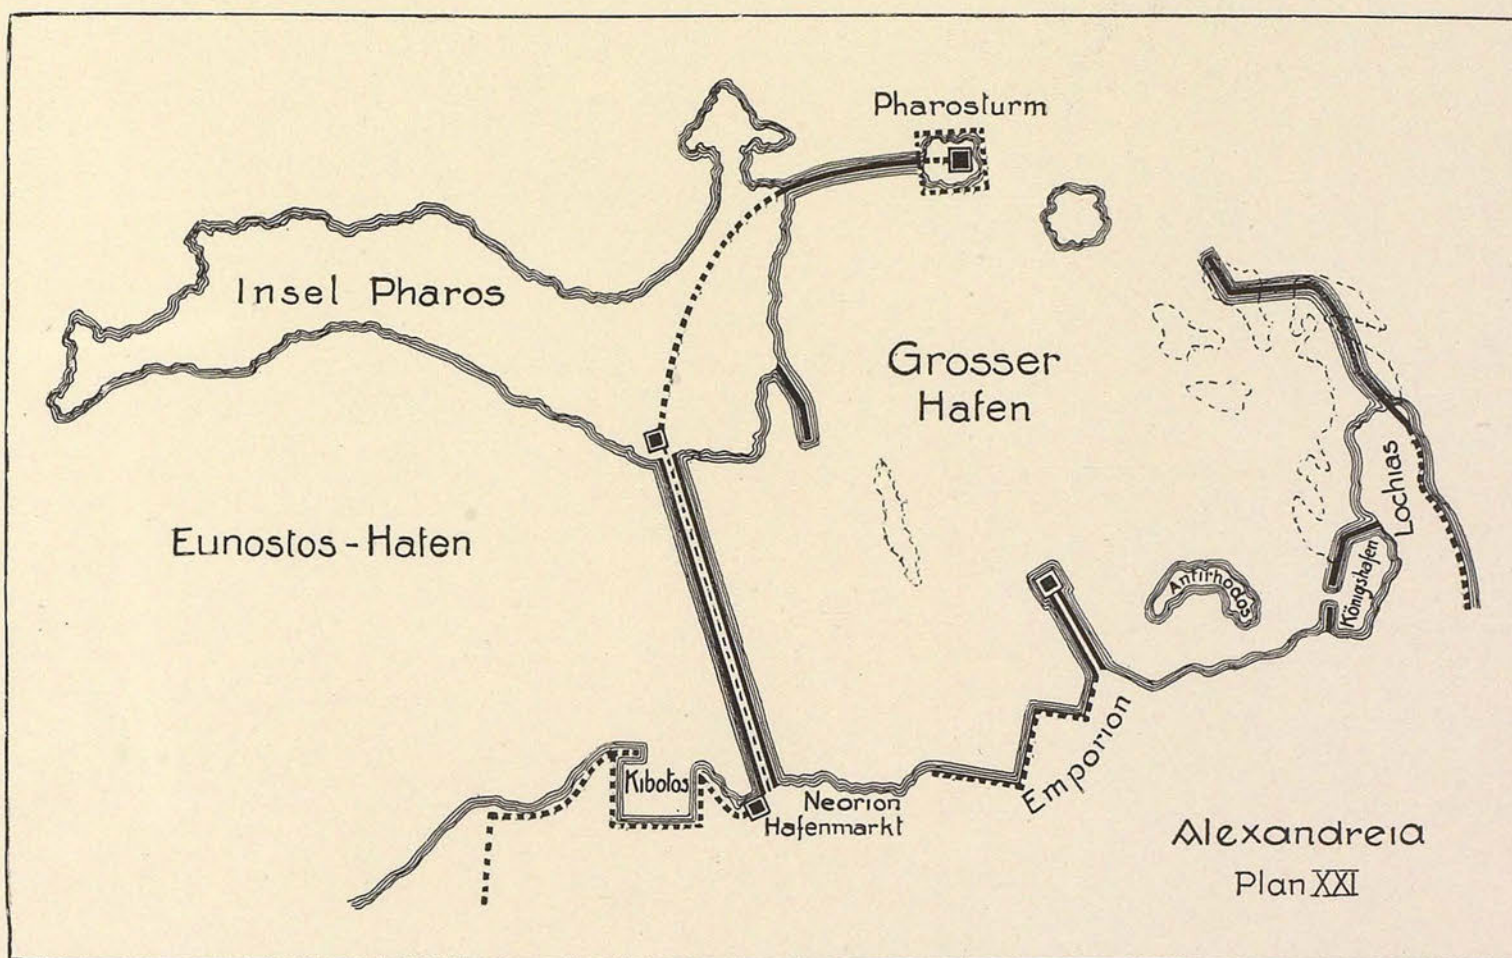 Pharosturm
Insel Pharos
Grosser
Hafen
Eunostos-Hafen
Lochias
Königshafen
Antirhodos
Emporion
Kibotos
Neorion
Hafenmarkt
Alexandreia
Plan XXI